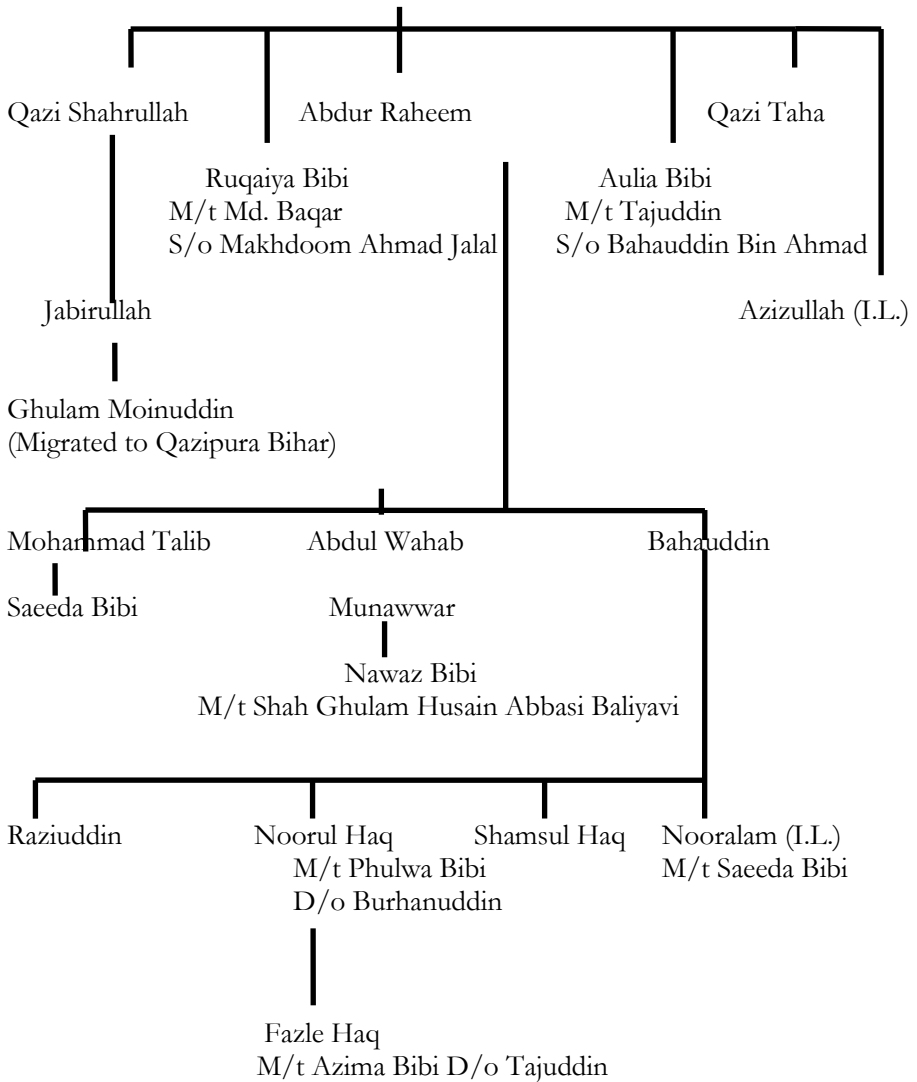 Qazi Shahrullah Abdur Raheem Qazi Taha
Ruqaiya Bibi Aulia Bibi
M/t Md. Baqar M/t Tajuddin
S/o Makhdoom Ahmad Jalal S/o Bahauddin Bin Ahmad
Jabirullah Azizullah (I.L.)
Ghulam Moinuddin
(Migrated to Qazipura Bihar)
Mohammad Talib Abdul Wahab Bahauddin
Saeeda Bibi Munawwar
Nawaz Bibi
M/t Shah Ghulam Husain Abbasi Baliyavi
Raziuddin Noorul Haq Shamsul Haq Nooralam (I.L.)
M/t Phulwa Bibi M/t Saeeda Bibi
D/o Burhanuddin
Fazle Haq
M/t Azima Bibi D/o Tajuddin